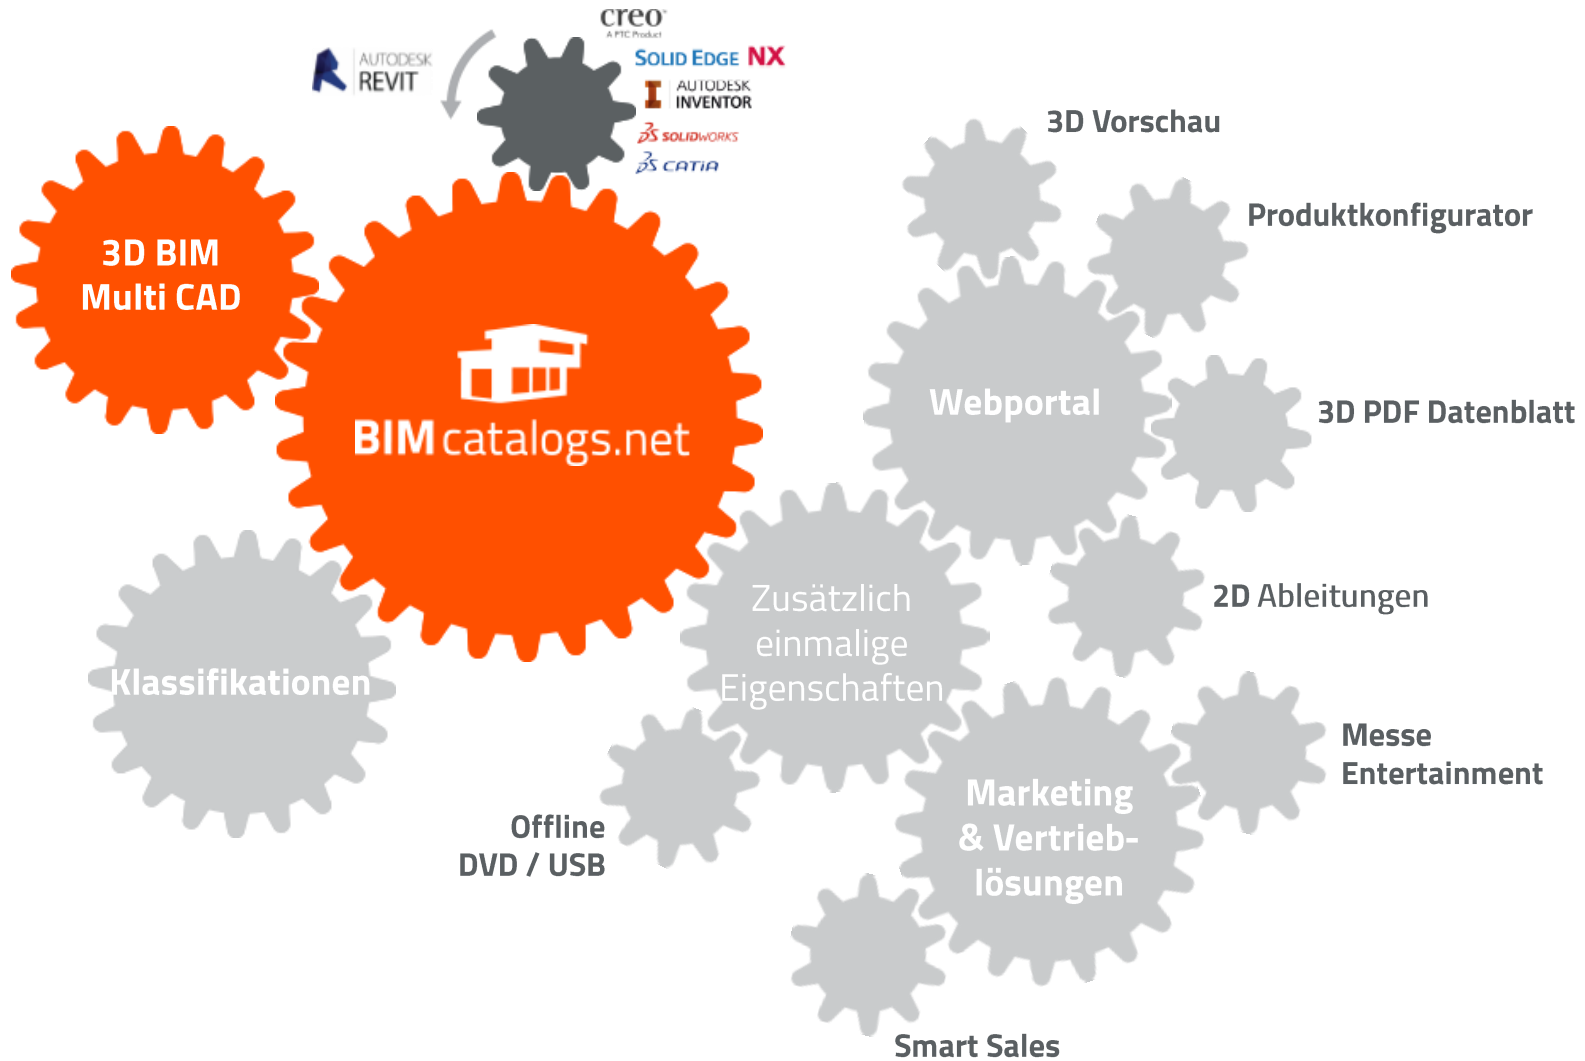 creo
A PTC Product
AUTODESK
REVIT
SOLID EDGE NX
AUTODESK
INVENTOR
SOLIDWORKS
CATIA
3D BIM
Multi CAD
BIMcatalogs.net
3D Vorschau
Produktkonfigurator
Webportal
3D PDF Datenblatt
2D Ableitungen
Zusätzlich
einmalige
Eigenschaften
Klassifikationen
Messe
Entertainment
Marketing
& Vertrieb-
lösungen
Offline
DVD / USB
Smart Sales